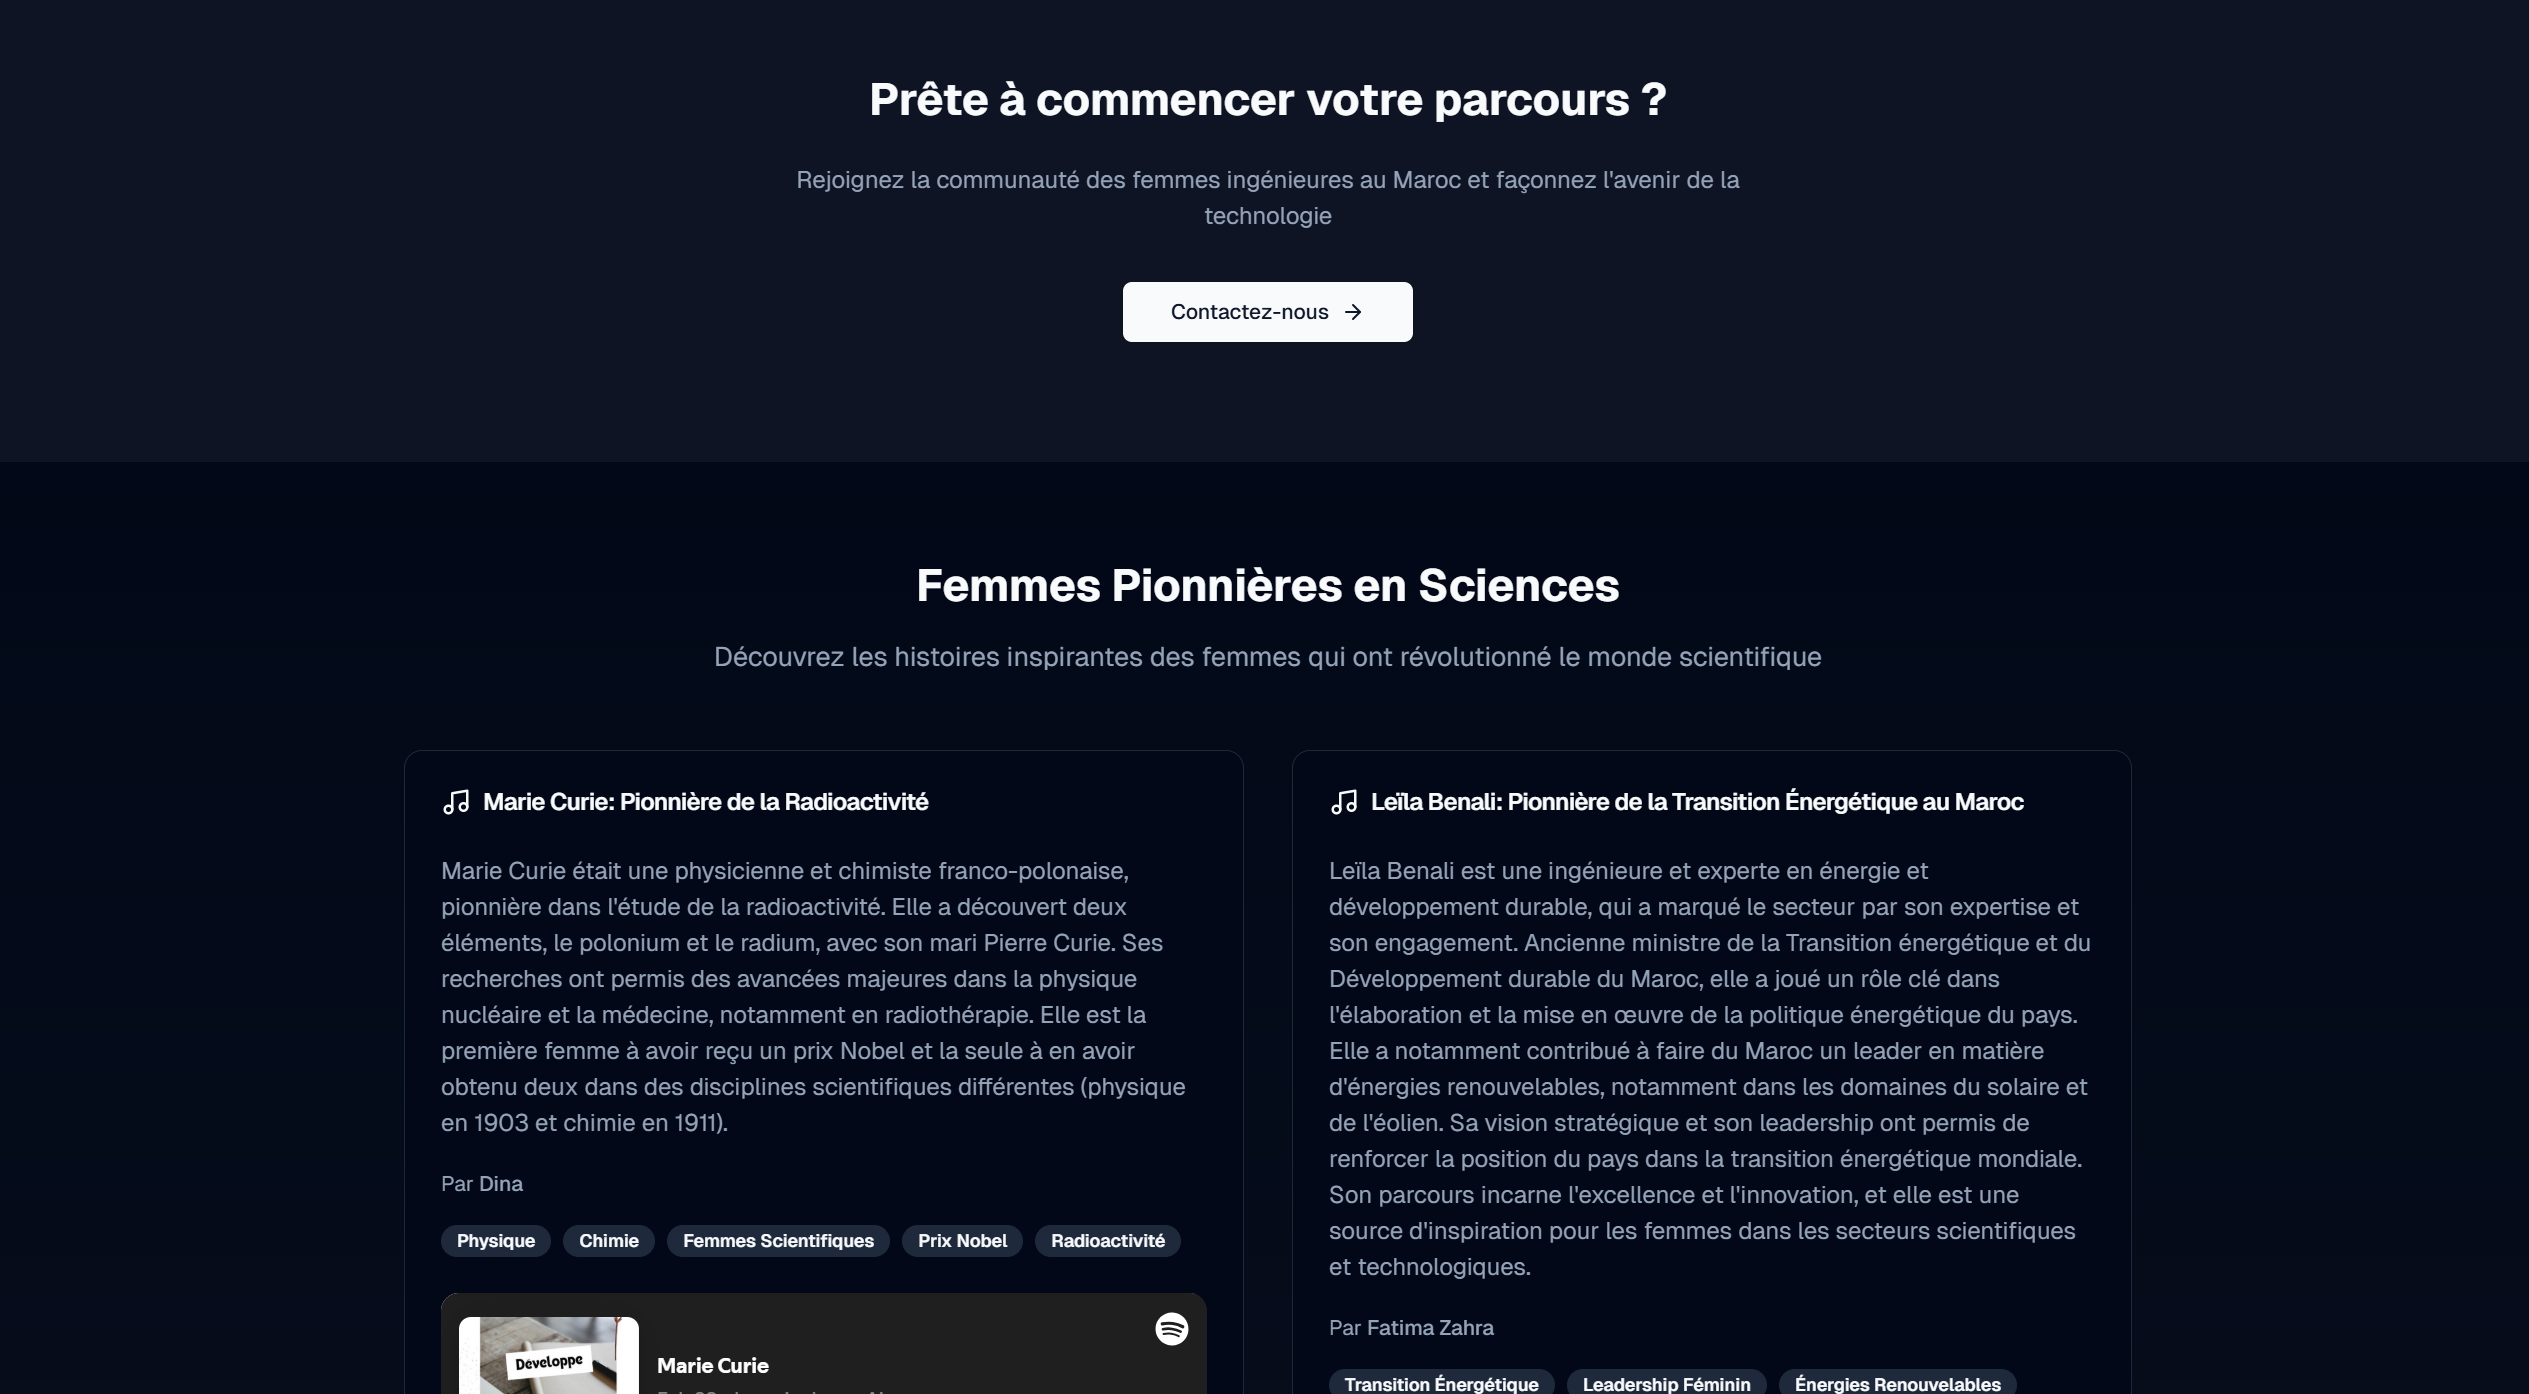 Prête à commencer votre parcours ?
Rejoignez la communauté des femmes ingénieures au Maroc et façonnez l'avenir de la
technologie
Contactez-nous
Femmes Pionnières en Sciences
Découvrez les histoires inspirantes des femmes qui ont révolutionné le monde scientifique
Marie Curie: Pionnière de la Radioactivité
Marie Curie était une physicienne et chimiste franco-polonaise,
pionnière dans l'étude de la radioactivité. Elle a découvert deux
éléments, le polonium et le radium, avec son mari Pierre Curie. Ses
recherches ont permis des avancées majeures dans la physique
nucléaire et la médecine, notamment en radiothérapie. Elle est la
première femme à avoir reçu un prix Nobel et la seule à en avoir
obtenu deux dans des disciplines scientifiques différentes (physique
en 1903 et chimie en 1911).
Par Dina
Physique Chimie Femmes Scientifiques Prix Nobel Radioactivité
Développe
Marie Curie
Leïla Benali: Pionnière de la Transition Énergétique au Maroc
Leïla Benali est une ingénieure et experte en énergie et
développement durable, qui a marqué le secteur par son expertise et
son engagement. Ancienne ministre de la Transition énergétique et du
Développement durable du Maroc, elle a joué un rôle clé dans
l'élaboration et la mise en œuvre de la politique énergétique du pays.
Elle a notamment contribué à faire du Maroc un leader en matière
d'énergies renouvelables, notamment dans les domaines du solaire et
de l'éolien. Sa vision stratégique et son leadership ont permis de
renforcer la position du pays dans la transition énergétique mondiale.
Son parcours incarne l'excellence et l'innovation, et elle est une
source d'inspiration pour les femmes dans les secteurs scientifiques
et technologiques.
Par Fatima Zahra
Transition Énergétique Leadership Féminin Énergies Renouvelables